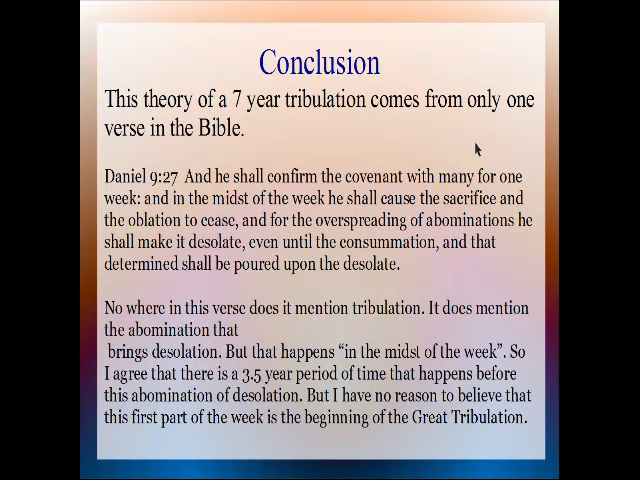 Conclusion
This theory of a 7 year tribulation comes from only one
verse in the Bible.
Daniel 9:27 And he shall confirm the covenant with many for one
week: and in the midst of the week he shall cause the sacrifice and
the oblation to cease, and for the overspreading of abominations he
shall make it desolate, even until the consummation, and that
determined shall be poured upon the desolate.
No where in this verse does it mention tribulation. It does mention
the abomination that
brings desolation. But that happens “in the midst of the week”. So
I agree that there is a 3.5 year period of time that happens before
this abomination of desolation. But I have no reason to believe that
this first part of the week is the beginning of the Great Tribulation.